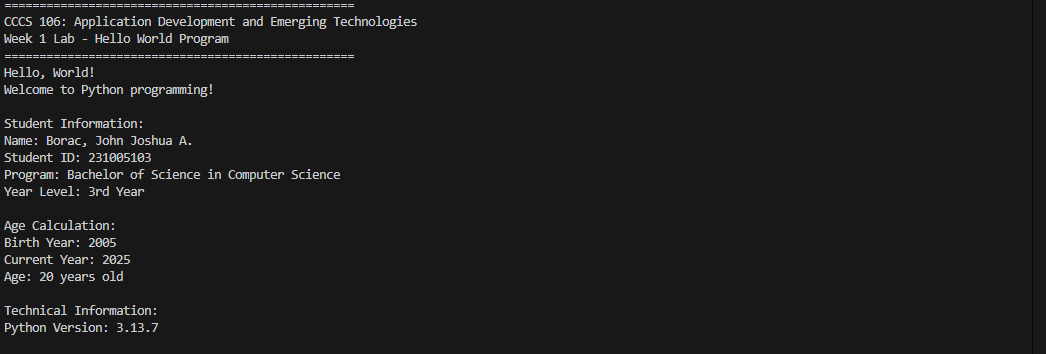 ==================================================
CCCS 106: Application Development and Emerging Technologies
Week 1 Lab - Hello World Program
==================================================
Hello, World!
Welcome to Python programming!
Student Information:
Name: Borac, John Joshua A.
Student ID: 231005103
Program: Bachelor of Science in Computer Science
Year Level: 3rd Year
Age Calculation:
Birth Year: 2005
Current Year: 2025
Age: 20 years old
Technical Information:
Python Version: 3.13.7